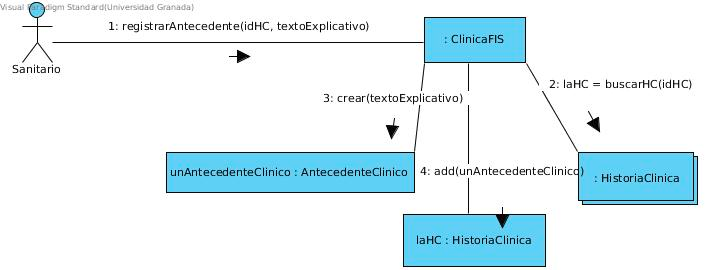 Visual Paradigm Standard(Universidad Granada)
1: registrarAntecedente(idHC, textoExplicativo)
: ClinicaFIS
Sanitario
2: laHC = buscarHC(idHC)
3: crear(textoExplicativo)
unAntecedenteClinico : AntecedenteClinico
4: add(unAntecedenteClinico)
: HistoriaClinica
laHC : HistoriaClinica